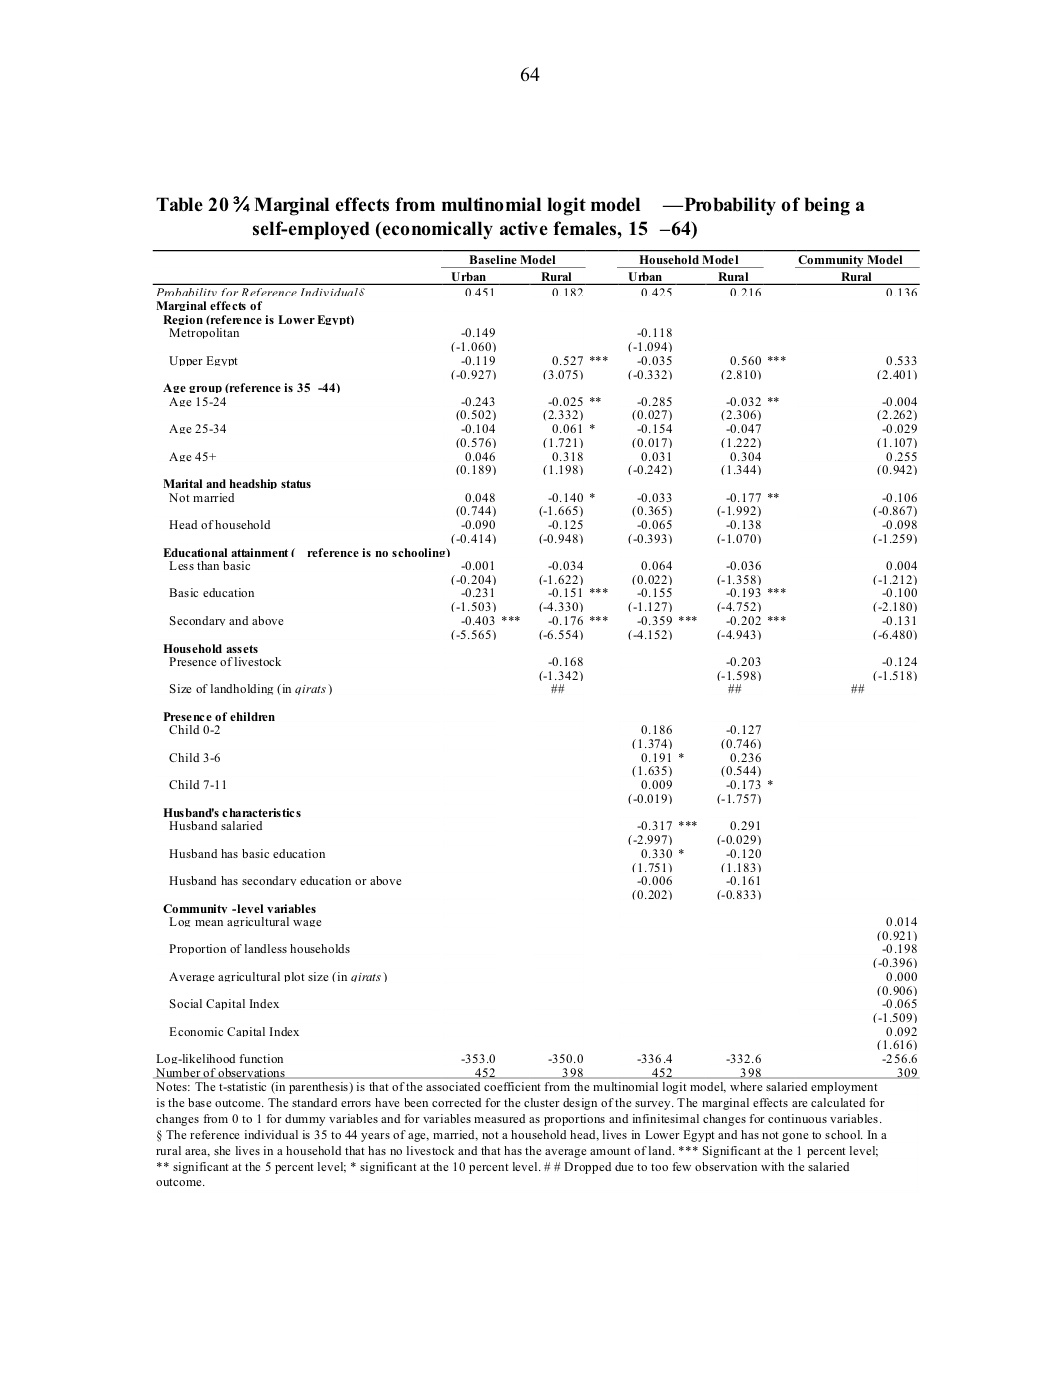 64
Table 20 ¾ Marginal effects from multinomial logit model —Probability of being a
self-employed (economically active females, 15 –64)
Baseline Model Household Model Community Model
Urban Rural Urban Rural Rural
Probability for Reference Individual§ 0.451 0.182 0.425 0.216 0.136
Marginal effects of
Region (reference is Lower Egypt)
Metropolitan -0.149 -0.118
(-1.060) (-1.094)
Upper Egypt -0.119 0.527 *** -0.035 0.560 *** 0.533
(-0.927) (3.075) (-0.332) (2.810) (2.401)
Age group (reference is 35 -44)
Age 15-24 -0.243 -0.025 ** -0.285 -0.032 ** -0.004
(0.502) (2.332) (0.027) (2.306) (2.262)
Age 25-34 -0.104 0.061 * -0.154 -0.047 -0.029
(0.576) (1.721) (0.017) (1.222) (1.107)
Age 45+ 0.046 0.318 0.031 0.304 0.255
(0.189) (1.198) (-0.242) (1.344) (0.942)
Marital and headship status
Not married 0.048 -0.140 * -0.033 -0.177 ** -0.106
(0.744) (-1.665) (0.365) (-1.992) (-0.867)
Head of household -0.090 -0.125 -0.065 -0.138 -0.098
(-0.414) (-0.948) (-0.393) (-1.070) (-1.259)
Educational attainment ( reference is no schooling)
Less than basic -0.001 -0.034 0.064 -0.036 0.004
(-0.204) (-1.622) (0.022) (-1.358) (-1.212)
Basic education -0.231 -0.151 *** -0.155 -0.193 *** -0.100
(-1.503) (-4.330) (-1.127) (-4.752) (-2.180)
Secondary and above -0.403 *** -0.176 *** -0.359 *** -0.202 *** -0.131
(-5.565) (-6.554) (-4.152) (-4.943) (-6.480)
Household assets
Presence of livestock -0.168 -0.203 -0.124
(-1.342) (-1.598) (-1.518)
Size of landholding (in qirats) ## ## ##
Presence of children
Child 0-2 0.186 -0.127
(1.374) (0.746)
Child 3-6 0.191 * 0.236
(1.635) (0.544)
Child 7-11 0.009 -0.173 *
(-0.019) (-1.757)
Husband's characteristics
Husband salaried -0.317 *** 0.291
(-2.997) (-0.029)
Husband has basic education 0.330 * -0.120
(1.751) (1.183)
Husband has secondary education or above -0.006 -0.161
(0.202) (-0.833)
Community -level variables
Log mean agricultural wage 0.014
(0.921)
Proportion of landless households -0.198
(-0.396)
Average agricultural plot size (in qirats) 0.000
(0.906)
Social Capital Index -0.065
(-1.509)
Economic Capital Index 0.092
(1.616)
Log-likelihood function -353.0 -350.0 -336.4 -332.6 -256.6
Number of observations 452 398 452 398 309
Notes: The t-statistic (in parenthesis) is that of the associated coefficient from the multinomial logit model, where salaried employment
is the base outcome. The standard errors have been corrected for the cluster design of the survey. The marginal effects are calculated for
changes from 0 to 1 for dummy variables and for variables measured as proportions and infinitesimal changes for continuous variables.
§ The reference individual is 35 to 44 years of age, married, not a household head, lives in Lower Egypt and has not gone to school. In a
rural area, she lives in a household that has no livestock and that has the average amount of land. *** Significant at the 1 percent level;
** significant at the 5 percent level; * significant at the 10 percent level. # # Dropped due to too few observation with the salaried
outcome.